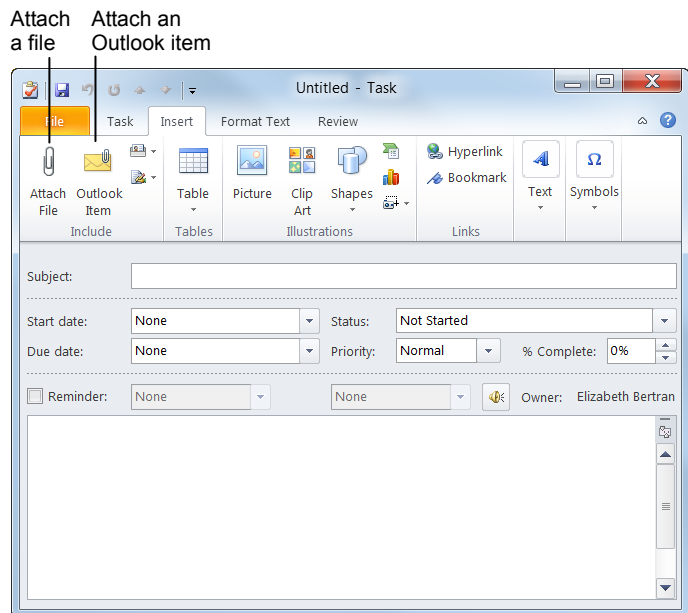 Attach Attach an
a file Outlook item
Untitled - Task
File Task Insert Format Text Review
Attach File
Outlook Item
Table
Picture
Clip Art
Shapes
Hyperlink
Bookmark
Text
Symbols
Include Tables Illustrations Links
Subject:
Start date: None Status: Not Started
Due date: None Priority: Normal % Complete: 0%
Reminder: None None Owner: Elizabeth Bertran